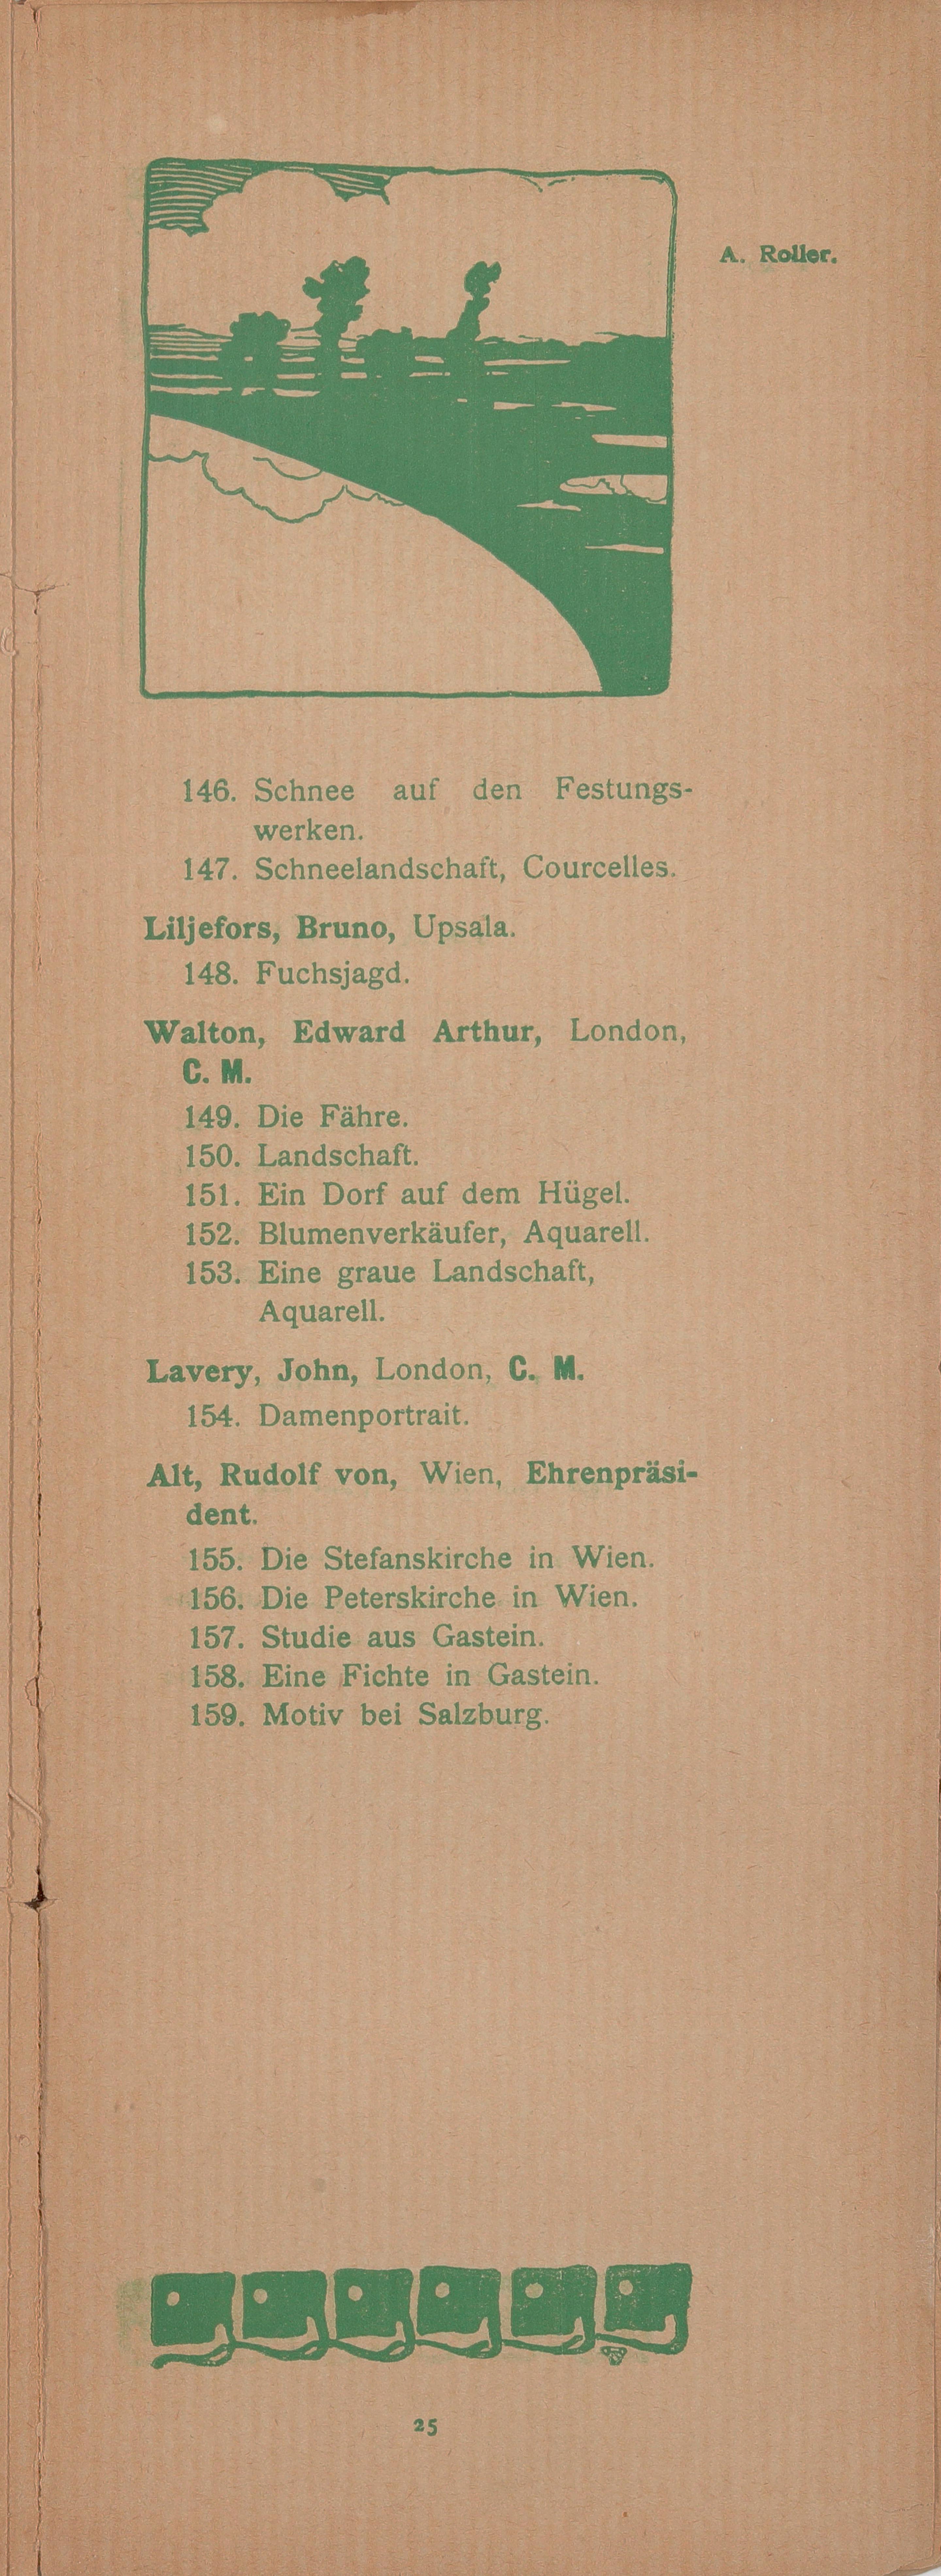 A. Roller.
146. Schnee auf den Festungs-
werken.
147. Schneelandschaft, Courcelles.
Liljefors, Bruno, Upsala.
148. Fuchsjagd.
Walton, Edward Arthur, London,
C. M.
149. Die Fähre.
150. Landschaft.
151. Ein Dorf auf dem Hügel.
152. Blumenverkäufer, Aquarell.
153. Eine graue Landschaft,
Aquarell.
Lavery, John, London, C. M.
154. Damenportrait.
Alt, Rudolf von, Wien, Ehrenpräsi-
dent.
155. Die Stefanskirche in Wien.
156. Die Peterskirche in Wien.
157. Studie aus Gastein.
158. Eine Fichte in Gastein.
159. Motiv bei Salzburg.
25